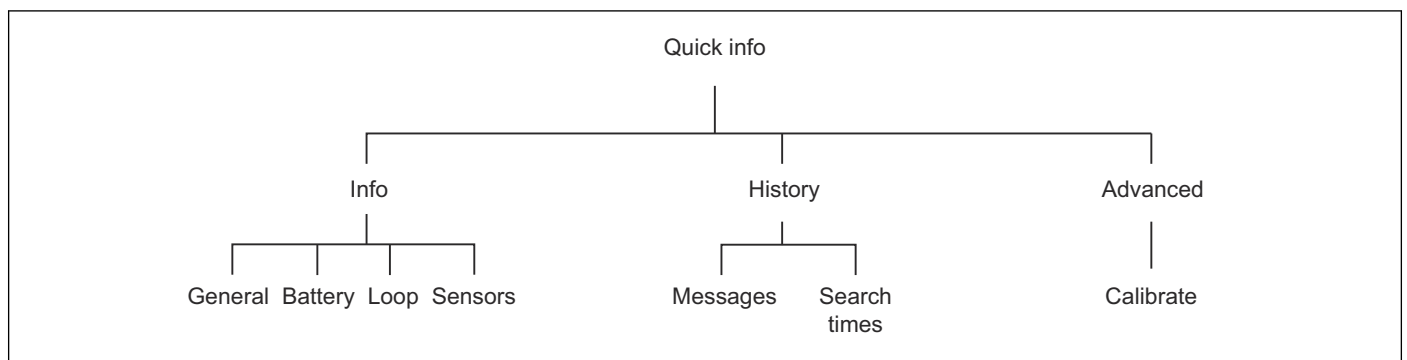 Quick info
Info
History
Advanced
General
Battery
Loop
Sensors
Messages
Search
times
Calibrate